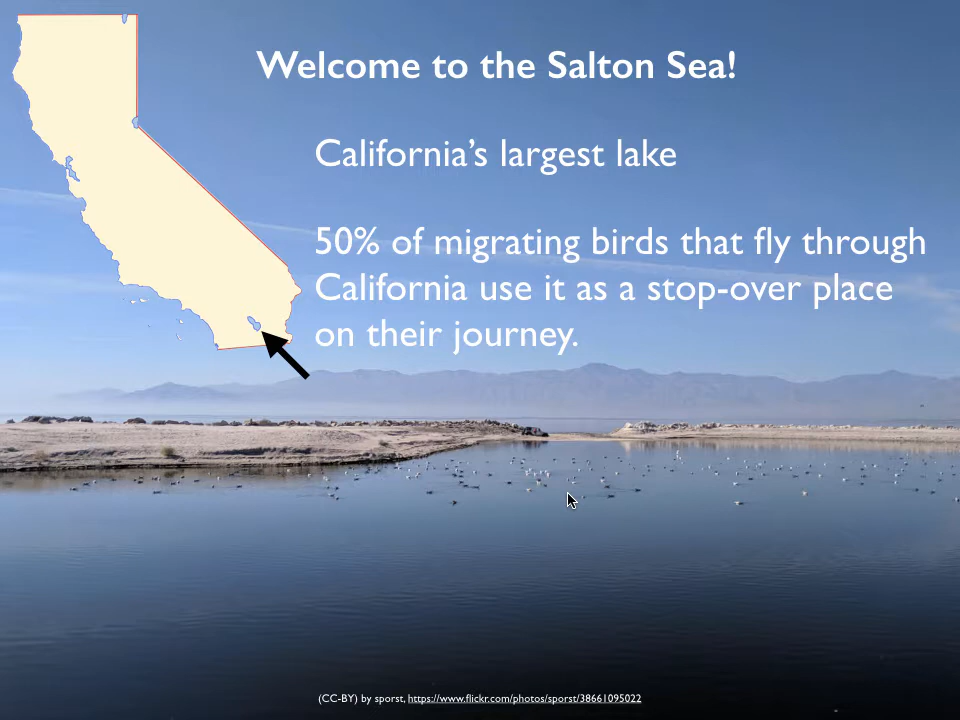 Welcome to the Salton Sea!
California’s largest lake
50% of migrating birds that fly through
California use it as a stop-over place
on their journey.
(CC-BY) by sporst, https://www.flickr.com/photos/sporst/38661095022